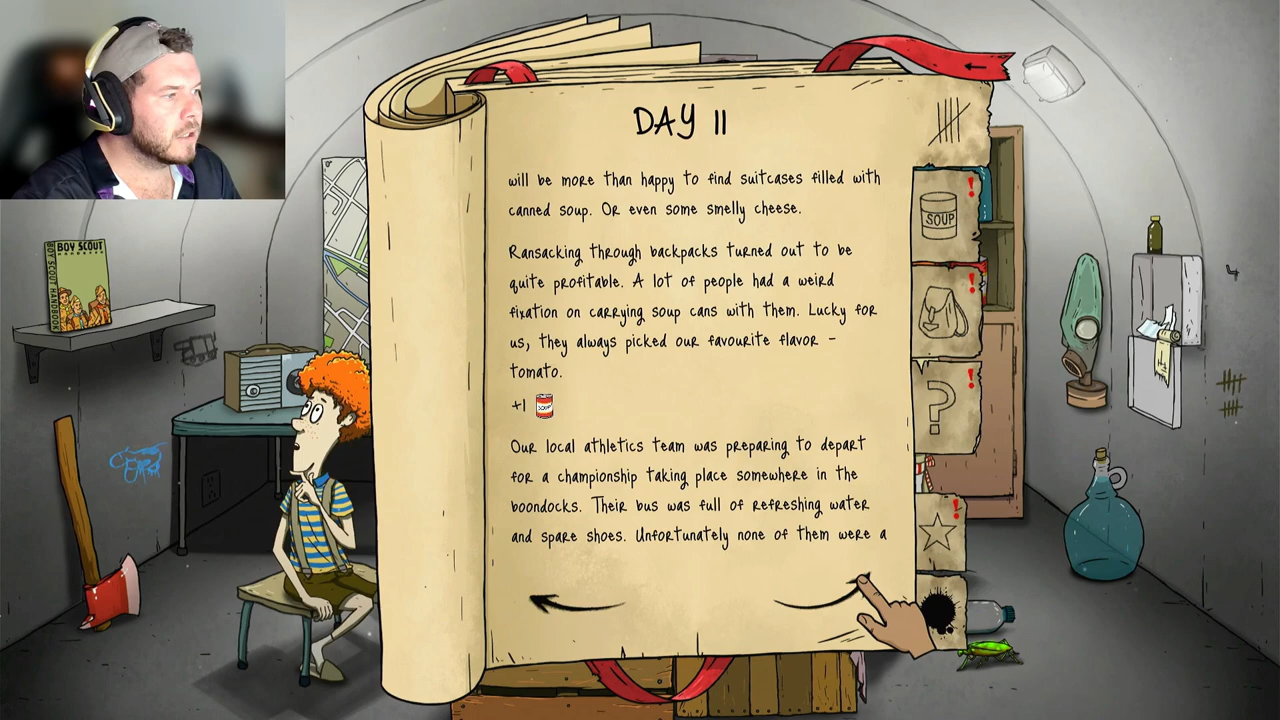 DAY 11
will be more than happy to find suitcases filled with
canned soup. Or even some smelly cheese.
Ransacking through backpacks turned out to be
quite profitable. A lot of people had a weird
fixation on carrying soup cans with them. Lucky for
us, they always picked our favourite flavor -
tomato.
+1 SOUP
Our local athletics team was preparing to depart
for a championship taking place somewhere in the
boondocks. Their bus was full of refreshing water
and spare shoes. Unfortunately none of them were a
!
SOUP
!
!
?
!
BOY SCOUT
BOY SCOUT HANDBOOK